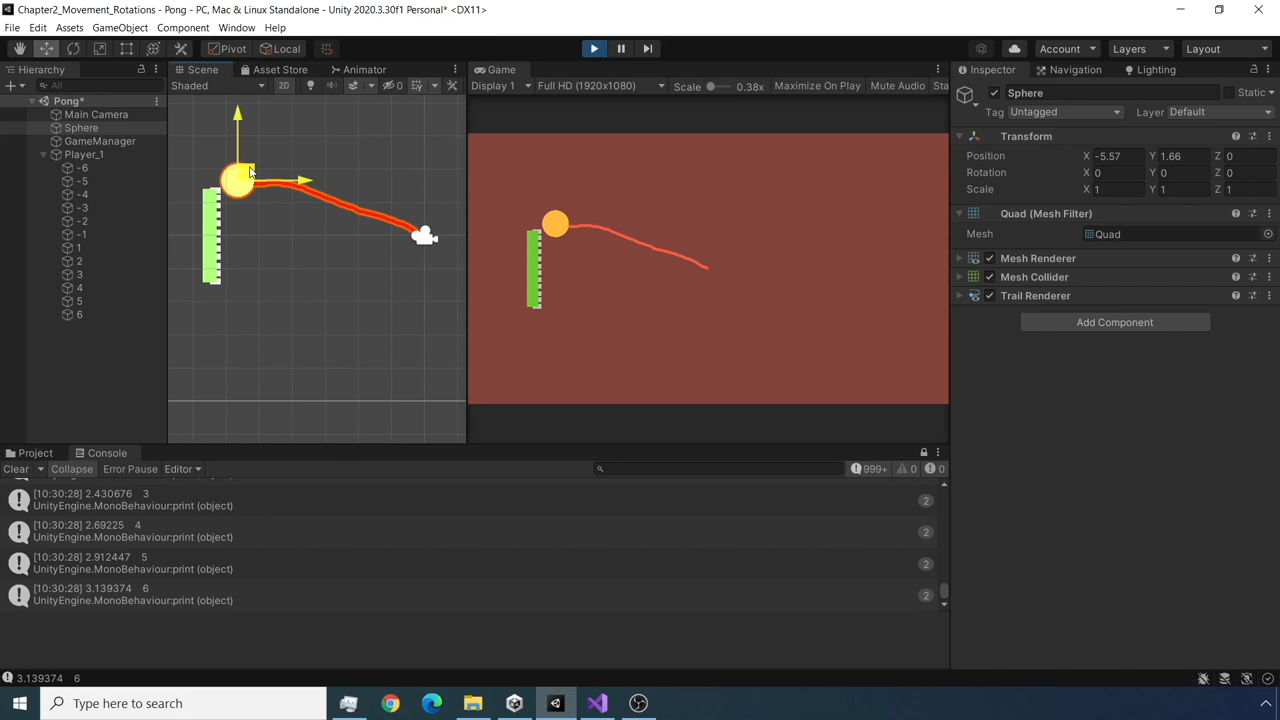 Chapter2_Movement_Rotations - Pong - PC, Mac & Linux Standalone - Unity 2020.3.30f1 Personal* <DX11>
File Edit Assets GameObject Component Window Help
Pivot Local Account Layers Layout
Hierarchy
All
Pong*
Main Camera
Sphere
GameManager
Player_1
-6
-5
-4
-3
-2
-1
1
2
3
4
5
6
Scene Asset Store Animator
Shaded 2D 0
Game
Display 1 Full HD (1920x1080) Scale 0.38x Maximize On Play Mute Audio Sta
Inspector Navigation Lighting
Sphere Static
Tag Untagged Layer Default
Transform
Position X -5.57 Y 1.66 Z 0
Rotation X 0 Y 0 Z 0
Scale X 1 Y 1 Z 1
Quad (Mesh Filter)
Mesh Quad
Mesh Renderer
Mesh Collider
Trail Renderer
Add Component
Project Console
Clear Collapse Error Pause Editor 999+ 0 0
[10:30:28] 2.430676 3
UnityEngine.MonoBehaviour:print (object)
2
[10:30:28] 2.69225 4
UnityEngine.MonoBehaviour:print (object)
2
[10:30:28] 2.912447 5
UnityEngine.MonoBehaviour:print (object)
2
[10:30:28] 3.139374 6
UnityEngine.MonoBehaviour:print (object)
2
3.139374 6
Type here to search